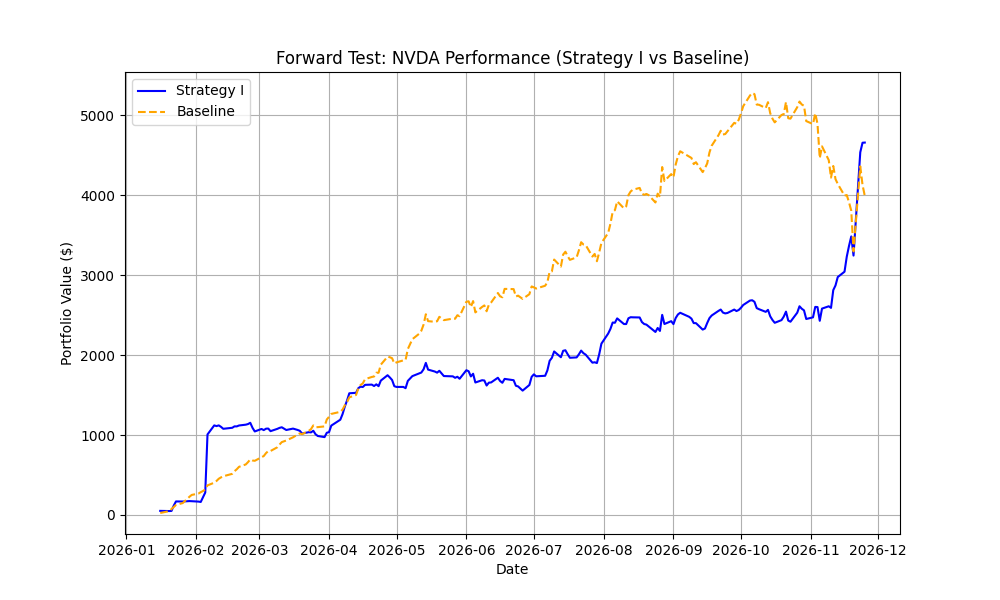 Forward Test: NVDA Performance (Strategy I vs Baseline)
Strategy I
Baseline
Portfolio Value ($)
5000
4000
3000
2000
1000
0
2026-01 2026-02 2026-03 2026-04 2026-05 2026-06 2026-07 2026-08 2026-09 2026-10 2026-11 2026-12
Date